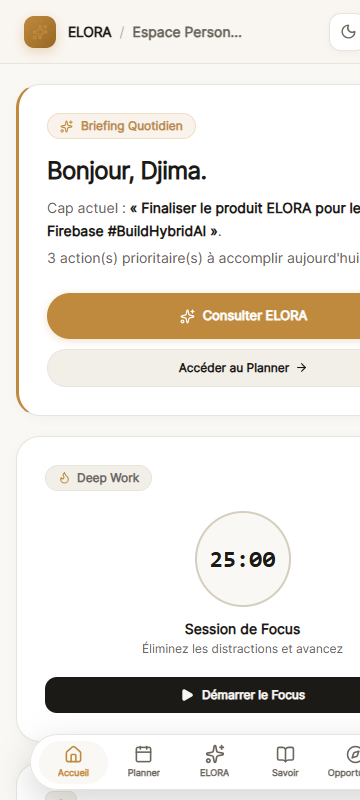 ELORA / Espace Person...
Briefing Quotidien
Bonjour, Djima.
Cap actuel : « Finaliser le produit ELORA pour le
Firebase #BuildHybridAI ».
3 action(s) prioritaire(s) à accomplir aujourd'hui
Consulter ELORA
Accéder au Planner →
Deep Work
25:00
Session de Focus
Éliminez les distractions et avancez
Démarrer le Focus
Accueil Planner ELORA Savoir Opport